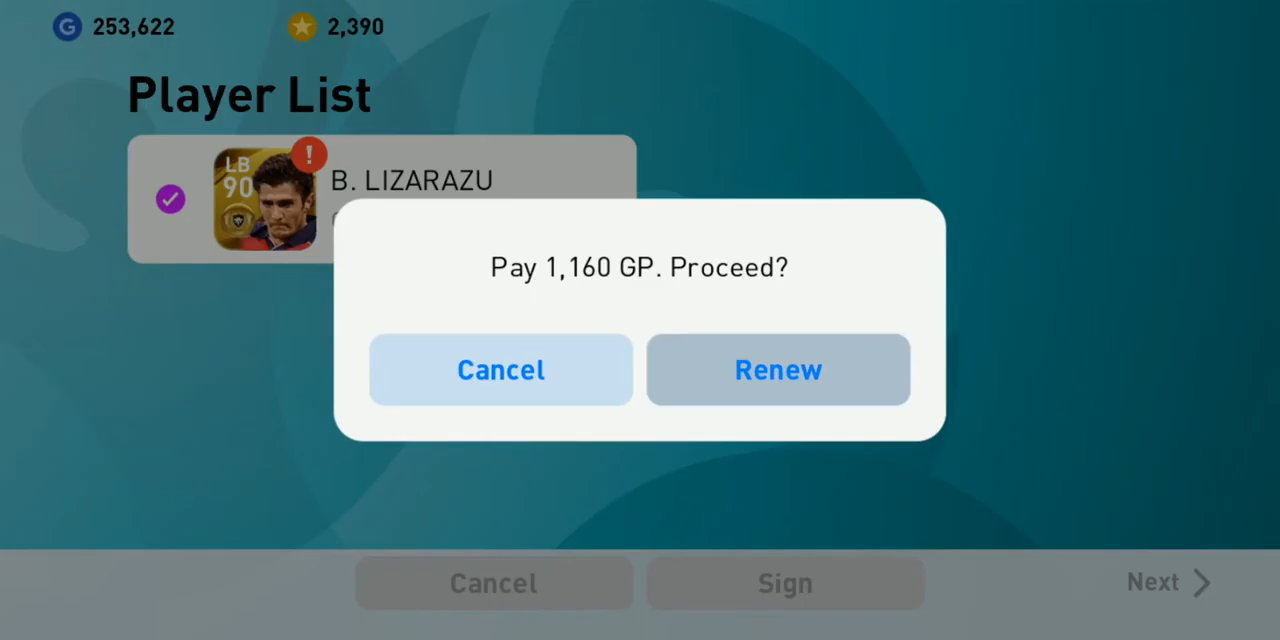 G 253,622 2,390
Player List
LB
90
!
B. LIZARAZU
Pay 1,160 GP. Proceed?
Cancel Renew
Cancel Sign Next